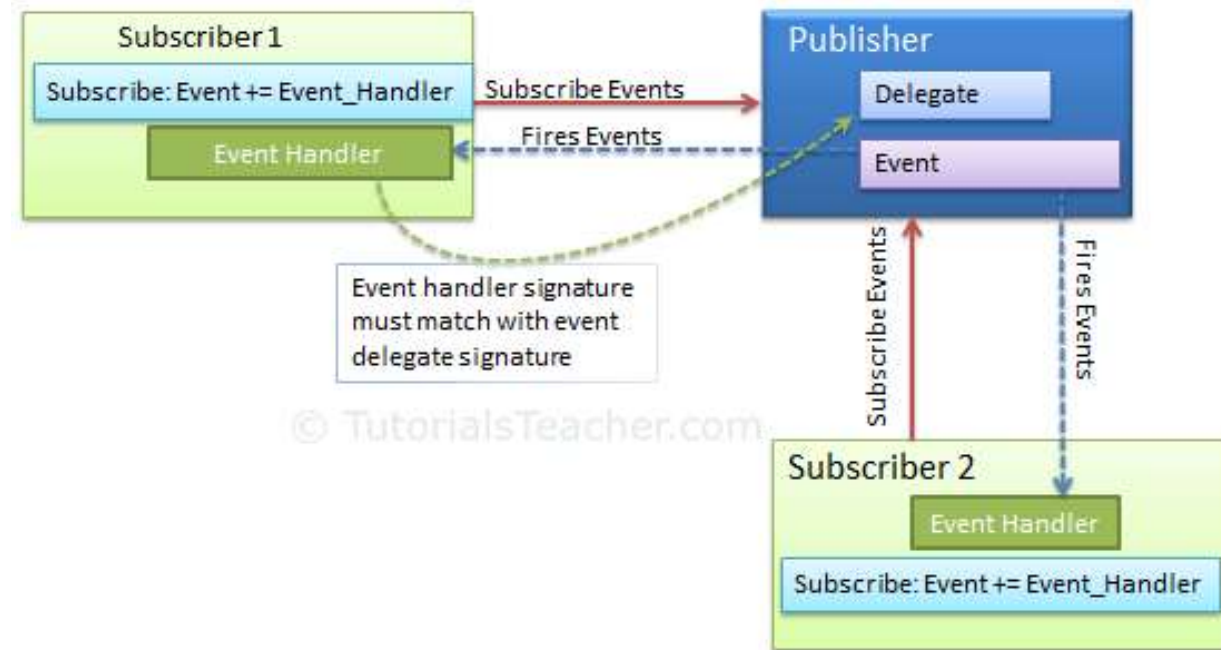 Subscriber 1
Subscribe: Event += Event_Handler
Event Handler
Subscribe Events
Fires Events
Publisher
Delegate
Event
Event handler signature
must match with event
delegate signature
Subscribe Events
Fires Events
© TutorialsTeacher.com
Subscriber 2
Event Handler
Subscribe: Event += Event_Handler